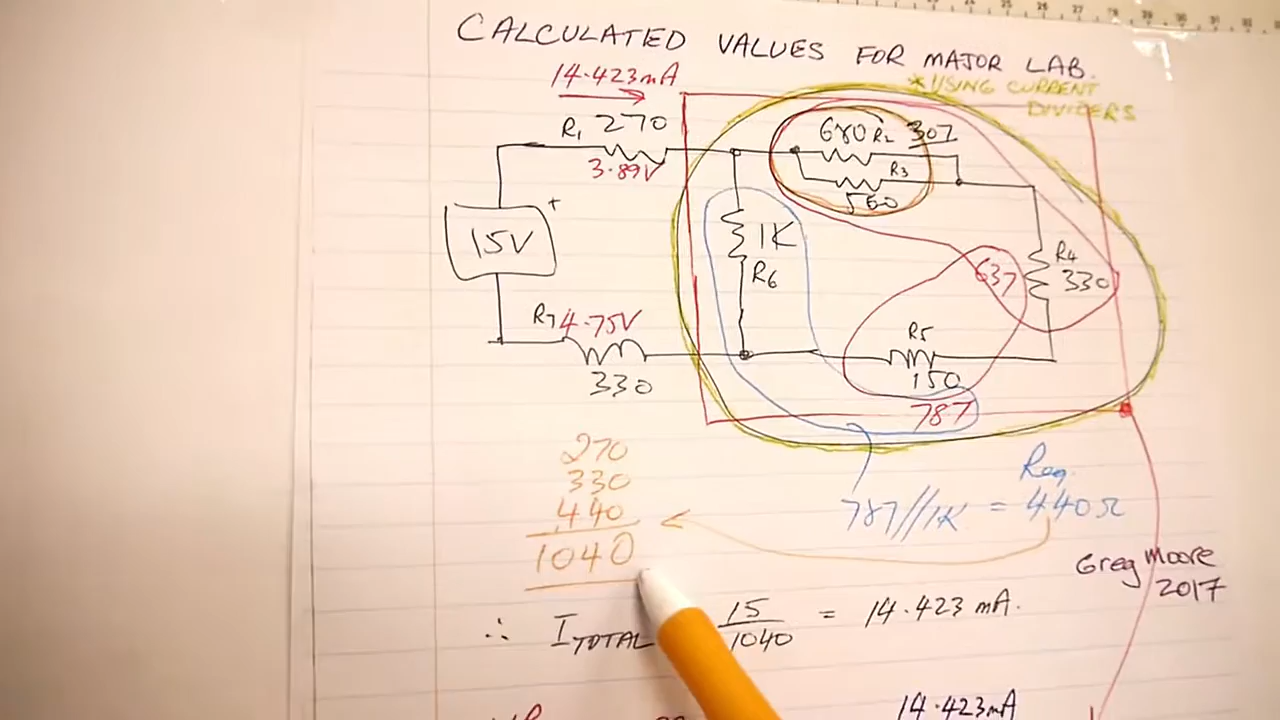 CALCULATED VALUES FOR MAJOR LAB.
* USING CURRENT
DIVIDERS
14.423mA
R1 270
3.89V
680 R2 307
R3
560
15V
+
1K
R6
R4
330
637
R7 4.75V
330
R5
150
787
270
330
440
1040
Req.
787//1K = 440Ω
Greg Moore
2017
∴ ITOTAL 15/1040 = 14.423 mA.
14.423mA